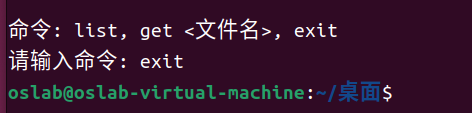 命令: list, get <文件名>, exit
请输入命令: exit
oslab@oslab-virtual-machine:~/桌面$